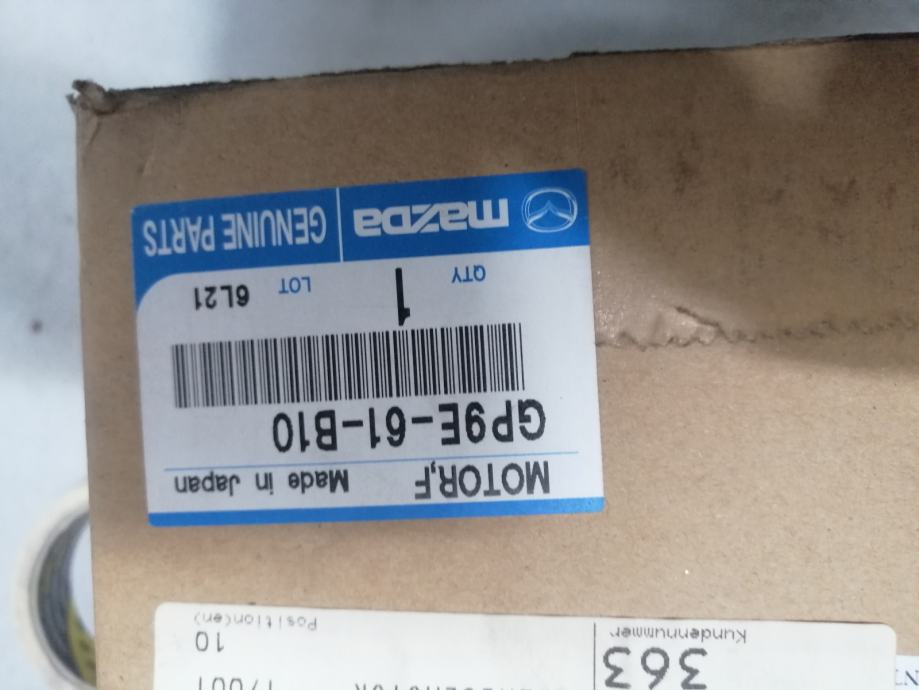 363 10
Kundennummer Position(en)
MOTOR,F Made in Japan
GP9E-61-B10
QTY 1 LOT 6L21
mazda GENUINE PARTS